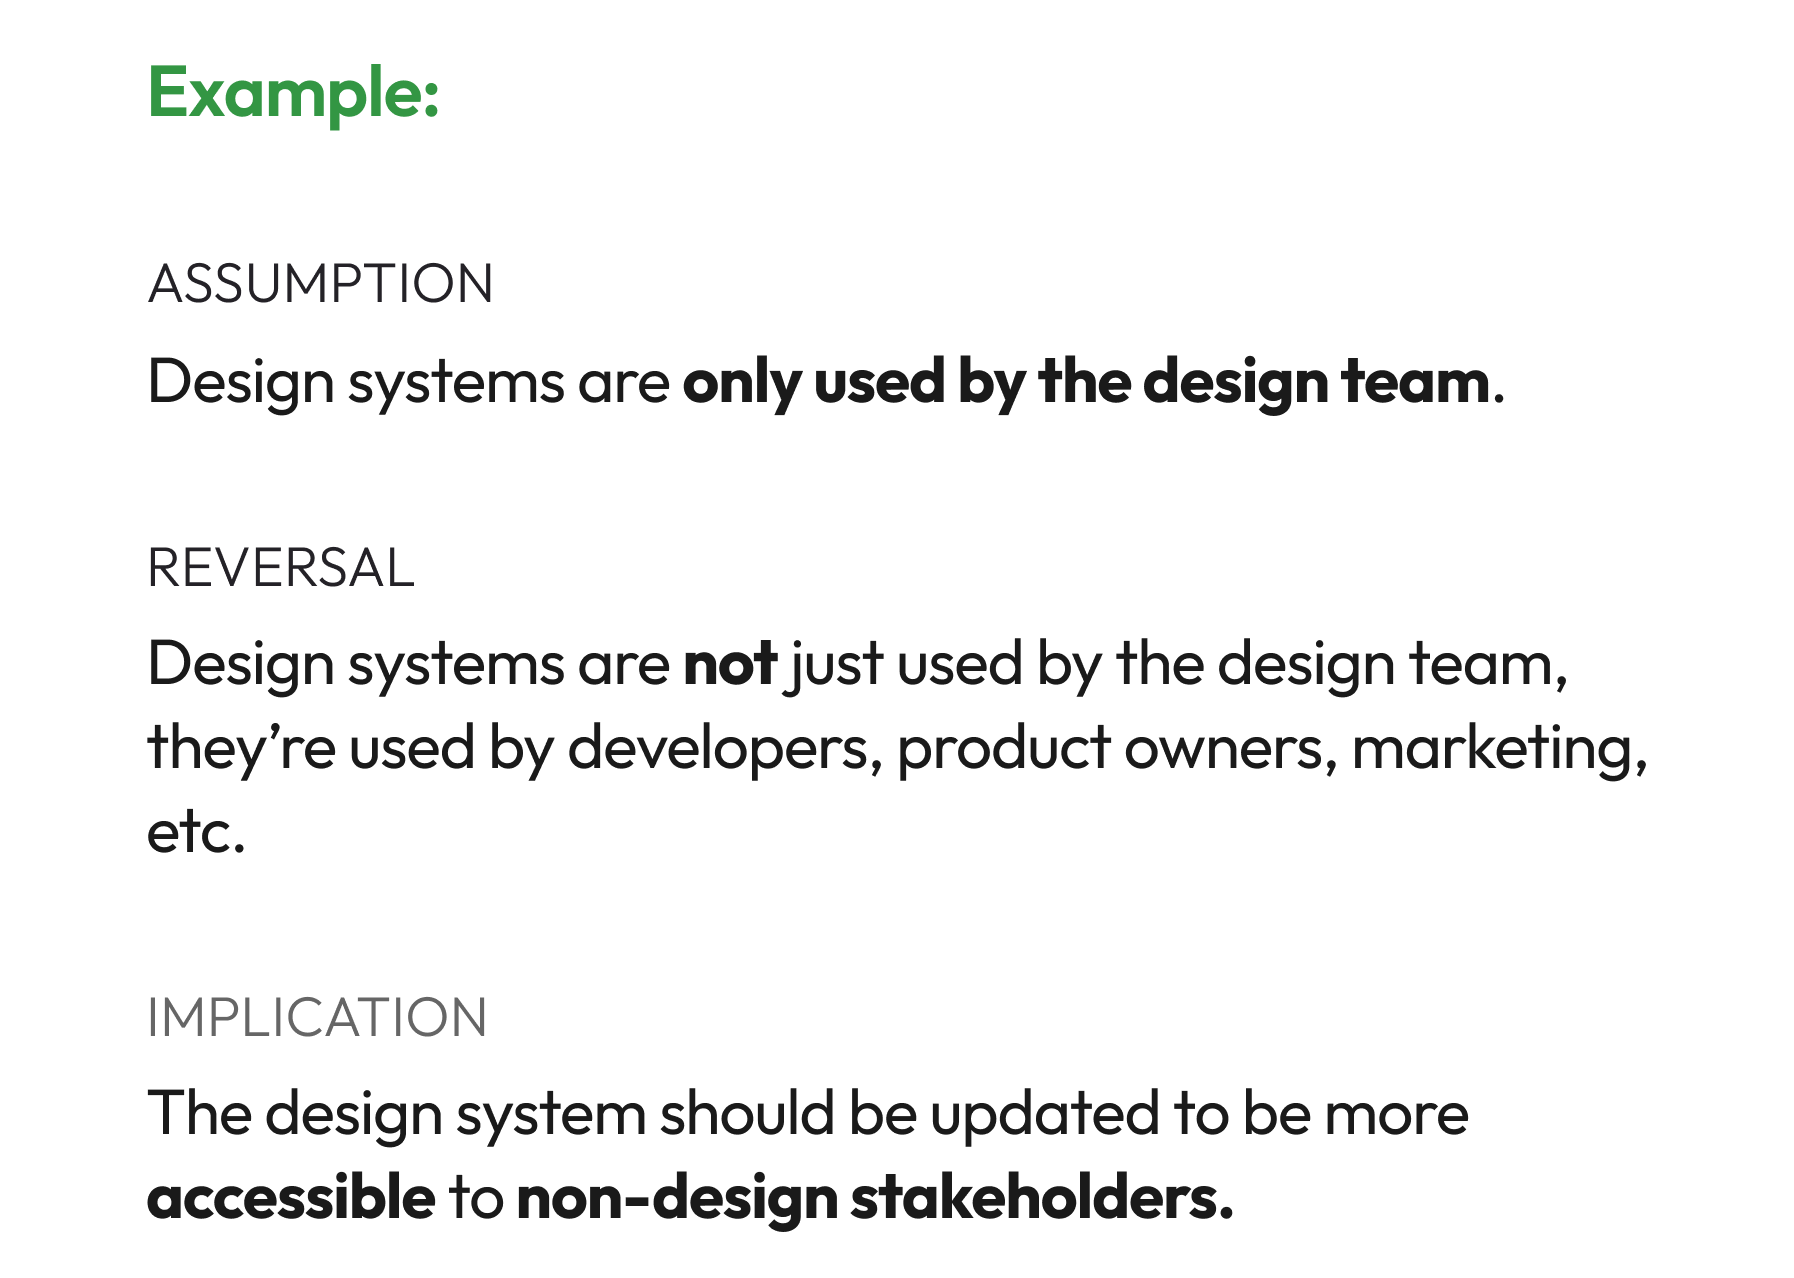 Example:
ASSUMPTION
Design systems are only used by the design team.
REVERSAL
Design systems are not just used by the design team,
they’re used by developers, product owners, marketing,
etc.
IMPLICATION
The design system should be updated to be more
accessible to non-design stakeholders.